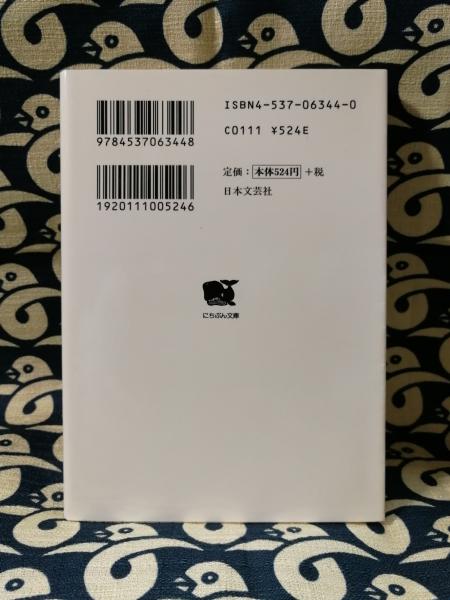 ISBN4-537-06344-0
9784537063448
C0111 ¥524E
定価：本体524円＋税
1920111005246
日本文芸社
にちぶん文庫